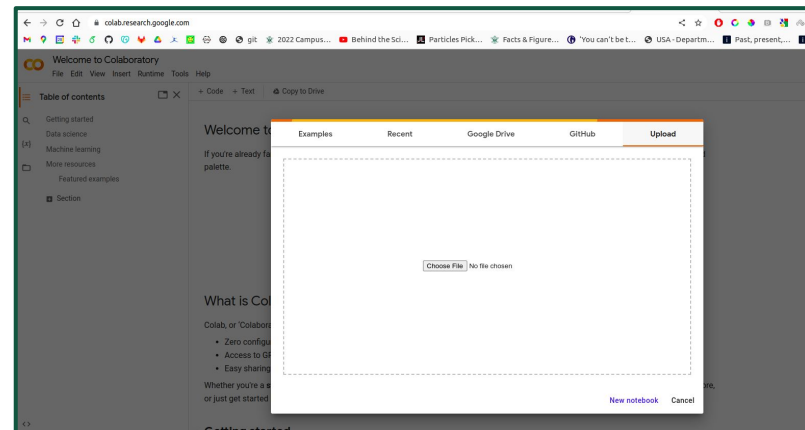 colab.research.google.com
git 2022 Campus... Behind the Sci... Particles Pick... Facts & Figure... 'You can't be t... USA - Departm... Past, present,...
Welcome to Colaboratory
File Edit View Insert Runtime Tools Help
Table of contents
+ Code + Text Copy to Drive
Getting started
Data science
Machine learning
More resources
Featured examples
Section
Welcome to
If you're already fa
palette.
Examples Recent Google Drive GitHub Upload
Choose File No file chosen
What is Col
Colab, or 'Colabora
Zero configu
Access to GP
Easy sharing
Whether you're a s
or just get started
New notebook Cancel
Getting started